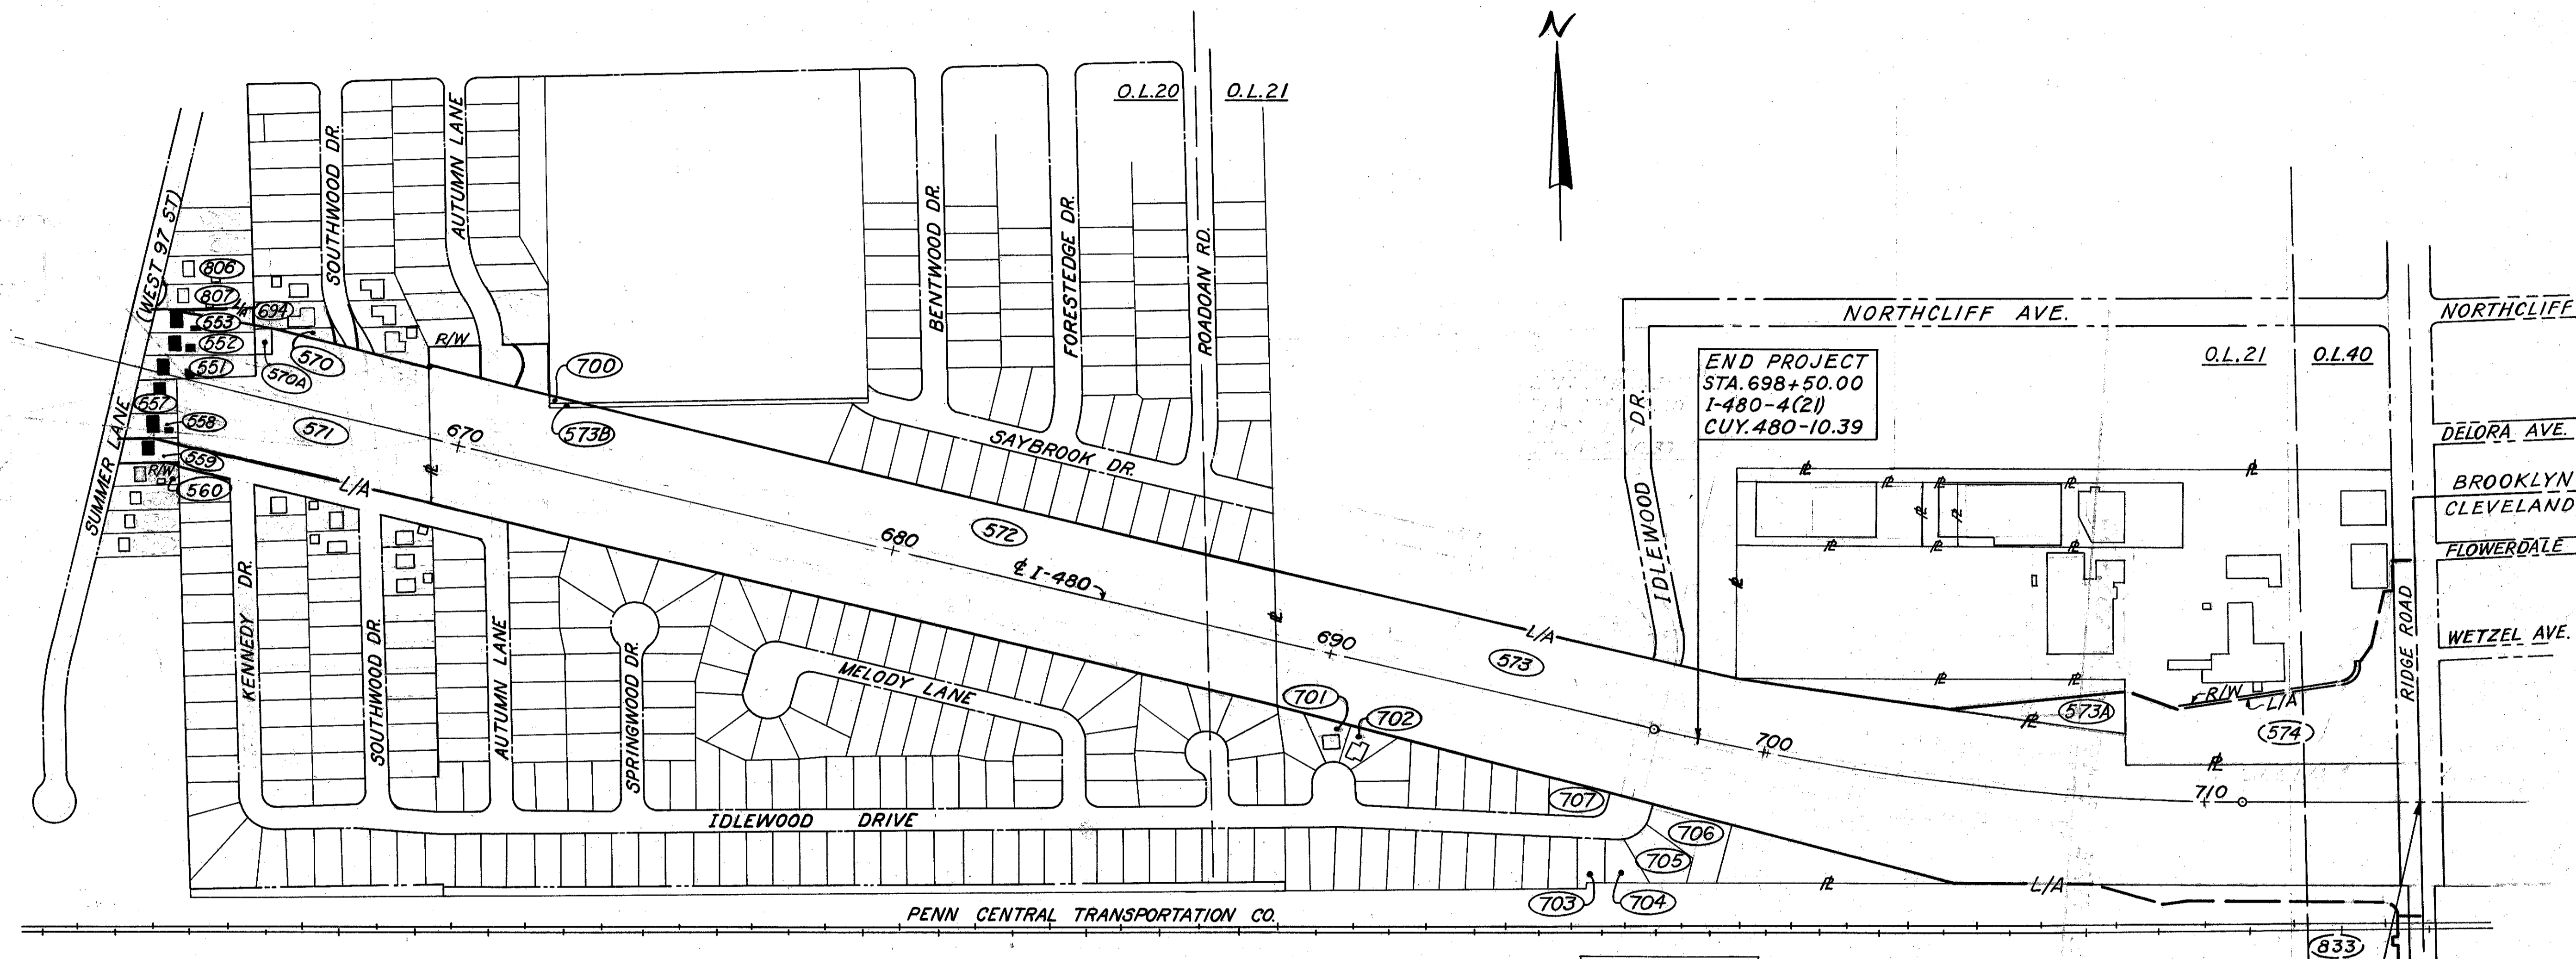 N
O.L.20
O.L.21
SUMMER LANE
(WEST 97 ST)
SOUTHWOOD DR.
AUTUMN LANE
BENTWOOD DR.
FORESTEDGE DR.
ROADOAN RD.
806
807
L/A
694
553
552
551
570
570A
R/W
700
573B
557
558
559
R/W
560
571
670
L/A
SAYBROOK DR.
680
572
℄ I-480
690
573
L/A
NORTHCLIFF AVE.
NORTHCLIFF
O.L.21
O.L.40
END PROJECT
STA.698+50.00
I-480-4(21)
CUY.480-10.39
IDLEWOOD DR.
DELORA AVE.
BROOKLYN
CLEVELAND
FLOWERDALE
WETZEL AVE.
RIDGE ROAD
KENNEDY DR.
SOUTHWOOD DR.
AUTUMN LANE
SPRINGWOOD DR.
MELODY LANE
701
702
700
573A
R/W
L/A
574
710
707
706
705
703
704
IDLEWOOD DRIVE
L/A
PENN CENTRAL TRANSPORTATION CO.
833